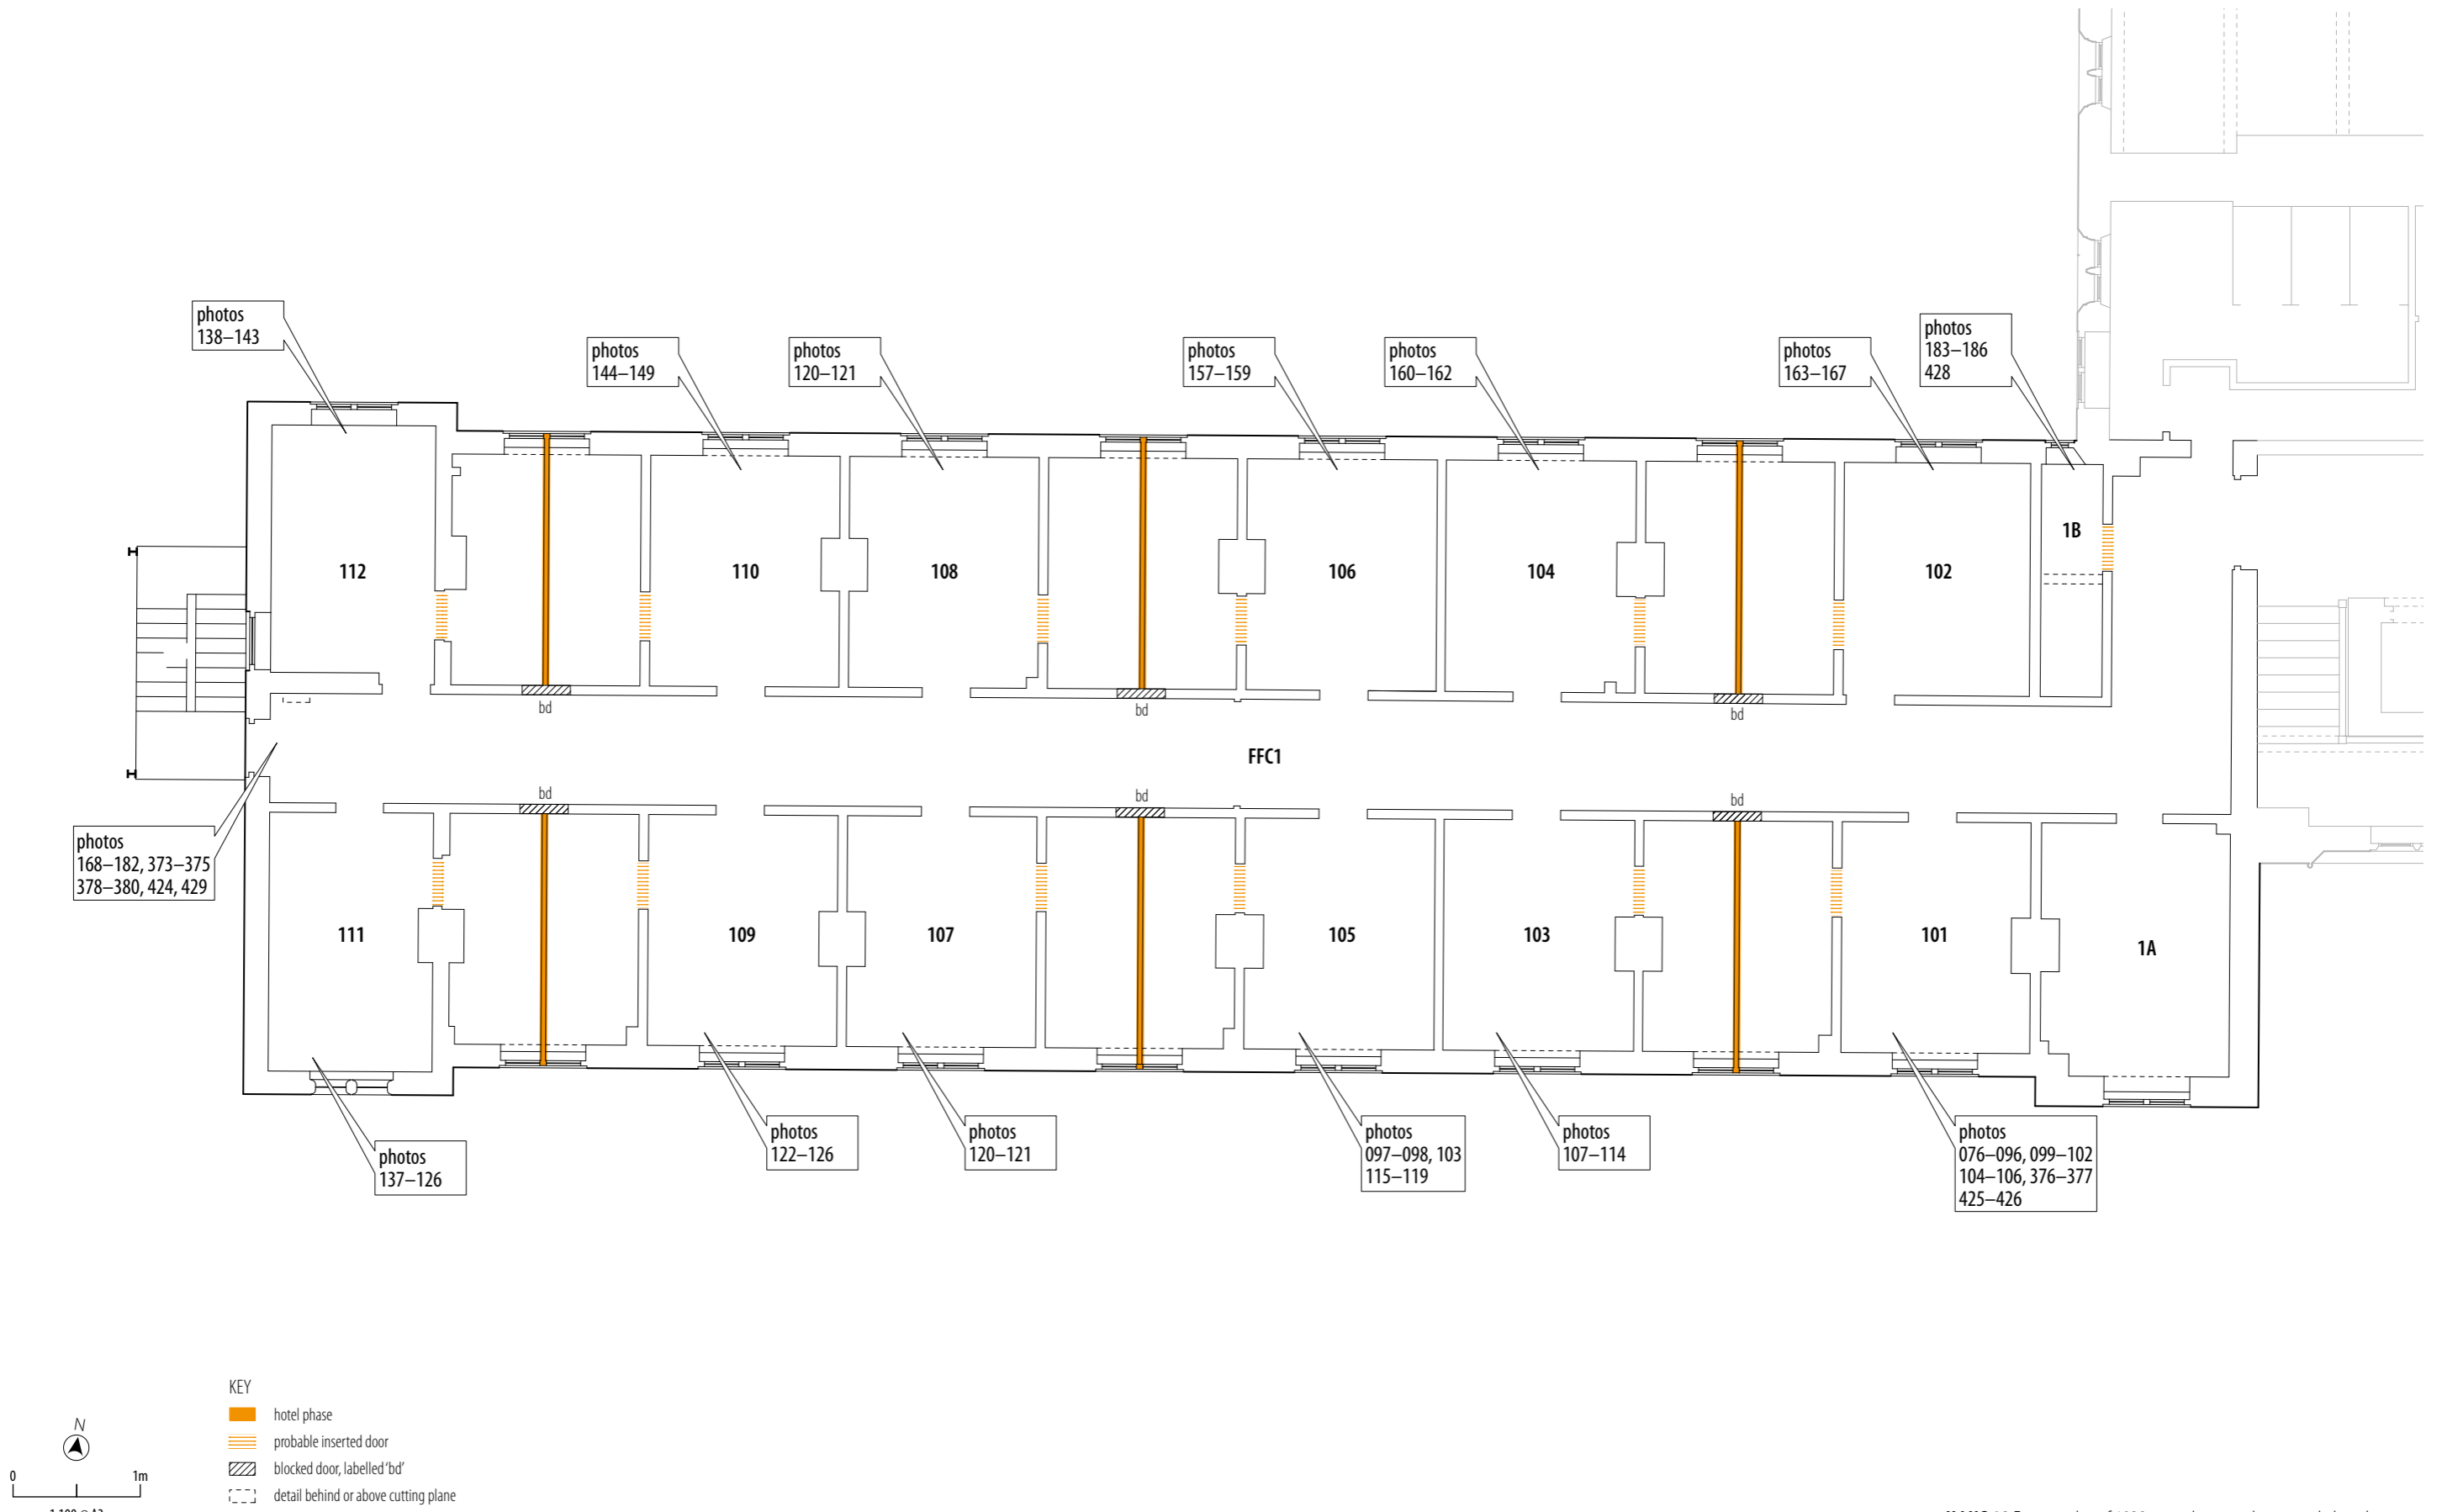 photos
138–143
photos
144–149
photos
120–121
photos
157–159
photos
160–162
photos
163–167
photos
183–186
428
112
110
108
106
104
102
1B
bd
bd
bd
FFC1
bd
bd
bd
photos
168–182, 373–375
378–380, 424, 429
111
109
107
105
103
101
1A
photos
137–126
photos
122–126
photos
120–121
photos
097–098, 103
115–119
photos
107–114
photos
076–096, 099–102
104–106, 376–377
425–426
KEY
hotel phase
probable inserted door
blocked door, labelled 'bd'
detail behind or above cutting plane
N
0 1m